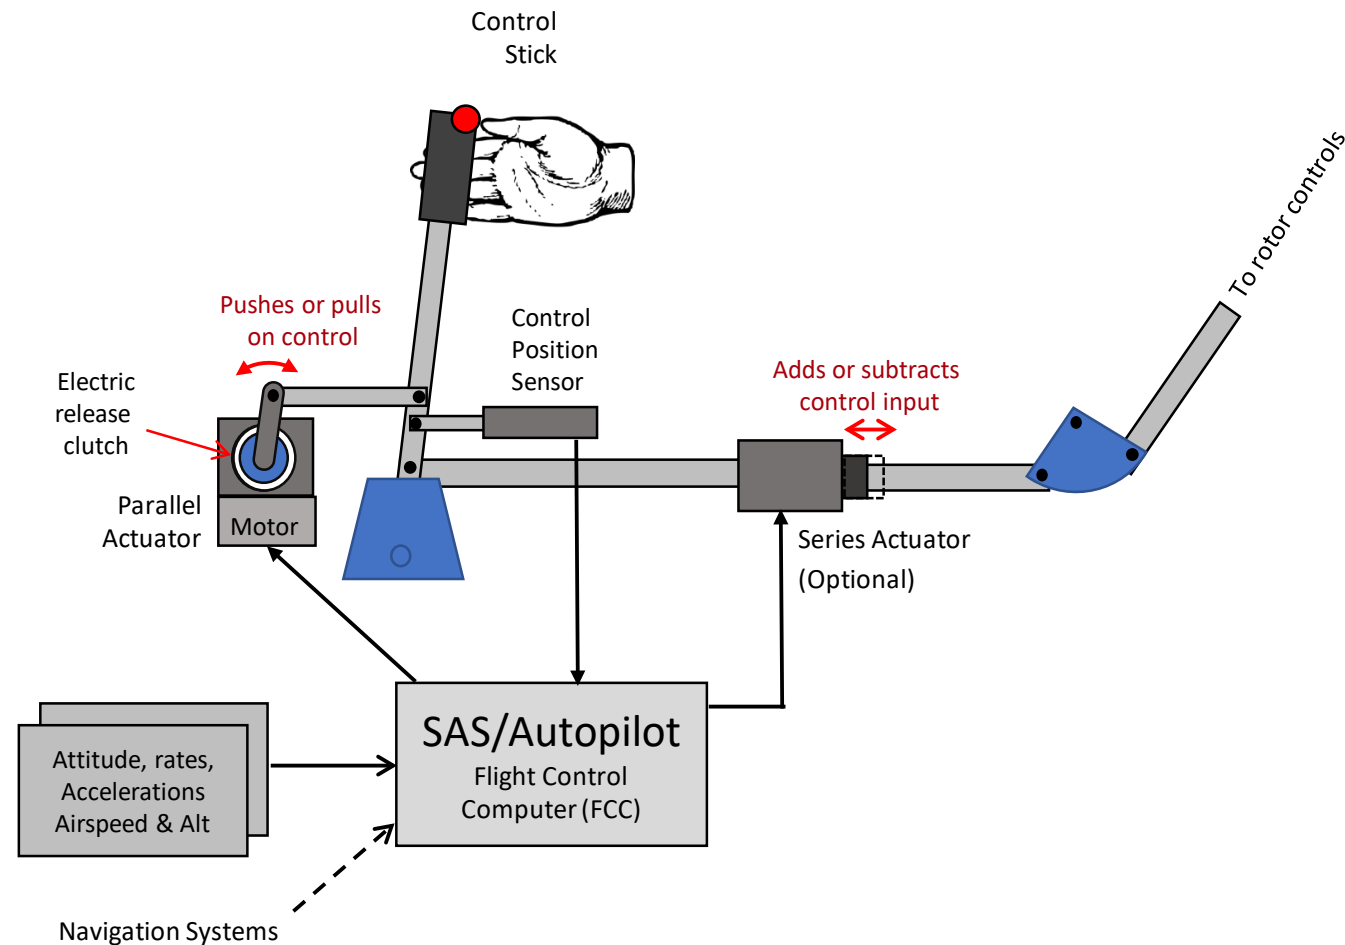 Control
Stick
To rotor controls
Pushes or pulls
on control
Control
Position
Sensor
Adds or subtracts
control input
Electric
release
clutch
Parallel
Actuator
Motor
Series Actuator
(Optional)
SAS/Autopilot
Flight Control
Computer (FCC)
Attitude, rates,
Accelerations
Airspeed & Alt
Navigation Systems